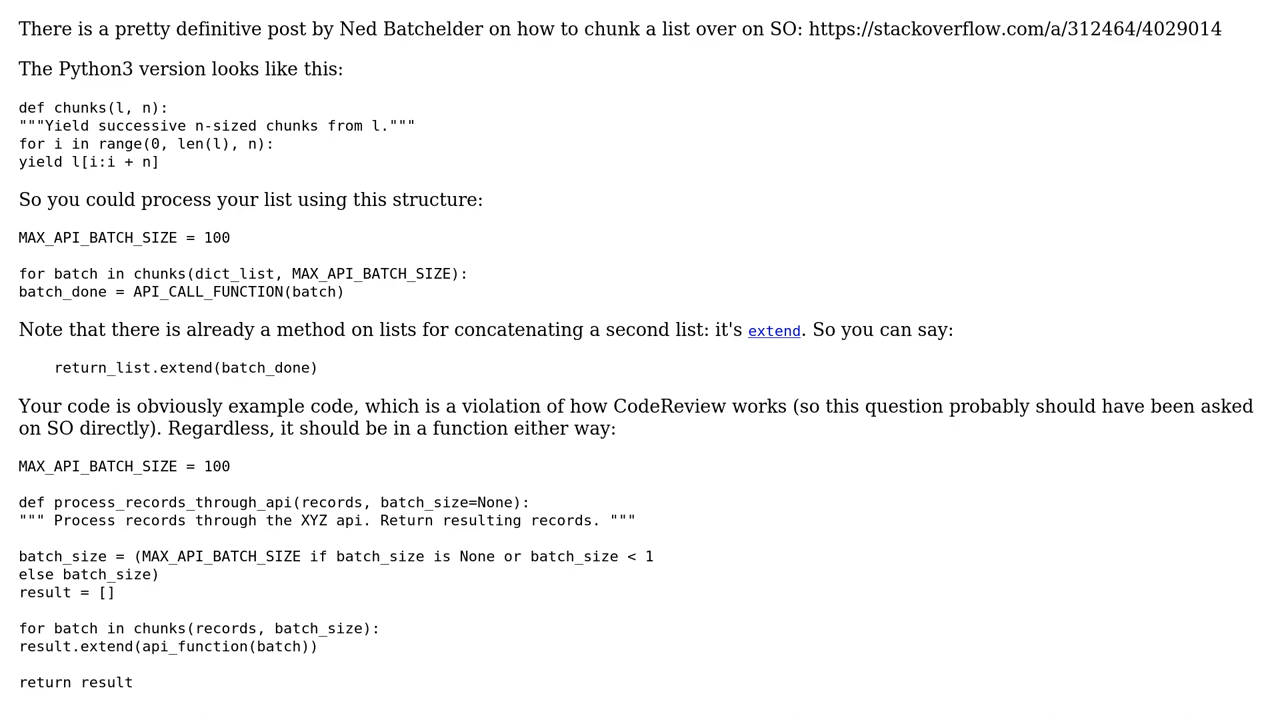 There is a pretty definitive post by Ned Batchelder on how to chunk a list over on SO: https://stackoverflow.com/a/312464/4029014
The Python3 version looks like this:
def chunks(l, n):
"""Yield successive n-sized chunks from l."""
for i in range(0, len(l), n):
yield l[i:i + n]
So you could process your list using this structure:
MAX_API_BATCH_SIZE = 100
for batch in chunks(dict_list, MAX_API_BATCH_SIZE):
batch_done = API_CALL_FUNCTION(batch)
Note that there is already a method on lists for concatenating a second list: it's extend. So you can say:
    return_list.extend(batch_done)
Your code is obviously example code, which is a violation of how CodeReview works (so this question probably should have been asked
on SO directly). Regardless, it should be in a function either way:
MAX_API_BATCH_SIZE = 100
def process_records_through_api(records, batch_size=None):
""" Process records through the XYZ api. Return resulting records. """
batch_size = (MAX_API_BATCH_SIZE if batch_size is None or batch_size < 1
else batch_size)
result = []
for batch in chunks(records, batch_size):
result.extend(api_function(batch))
return result